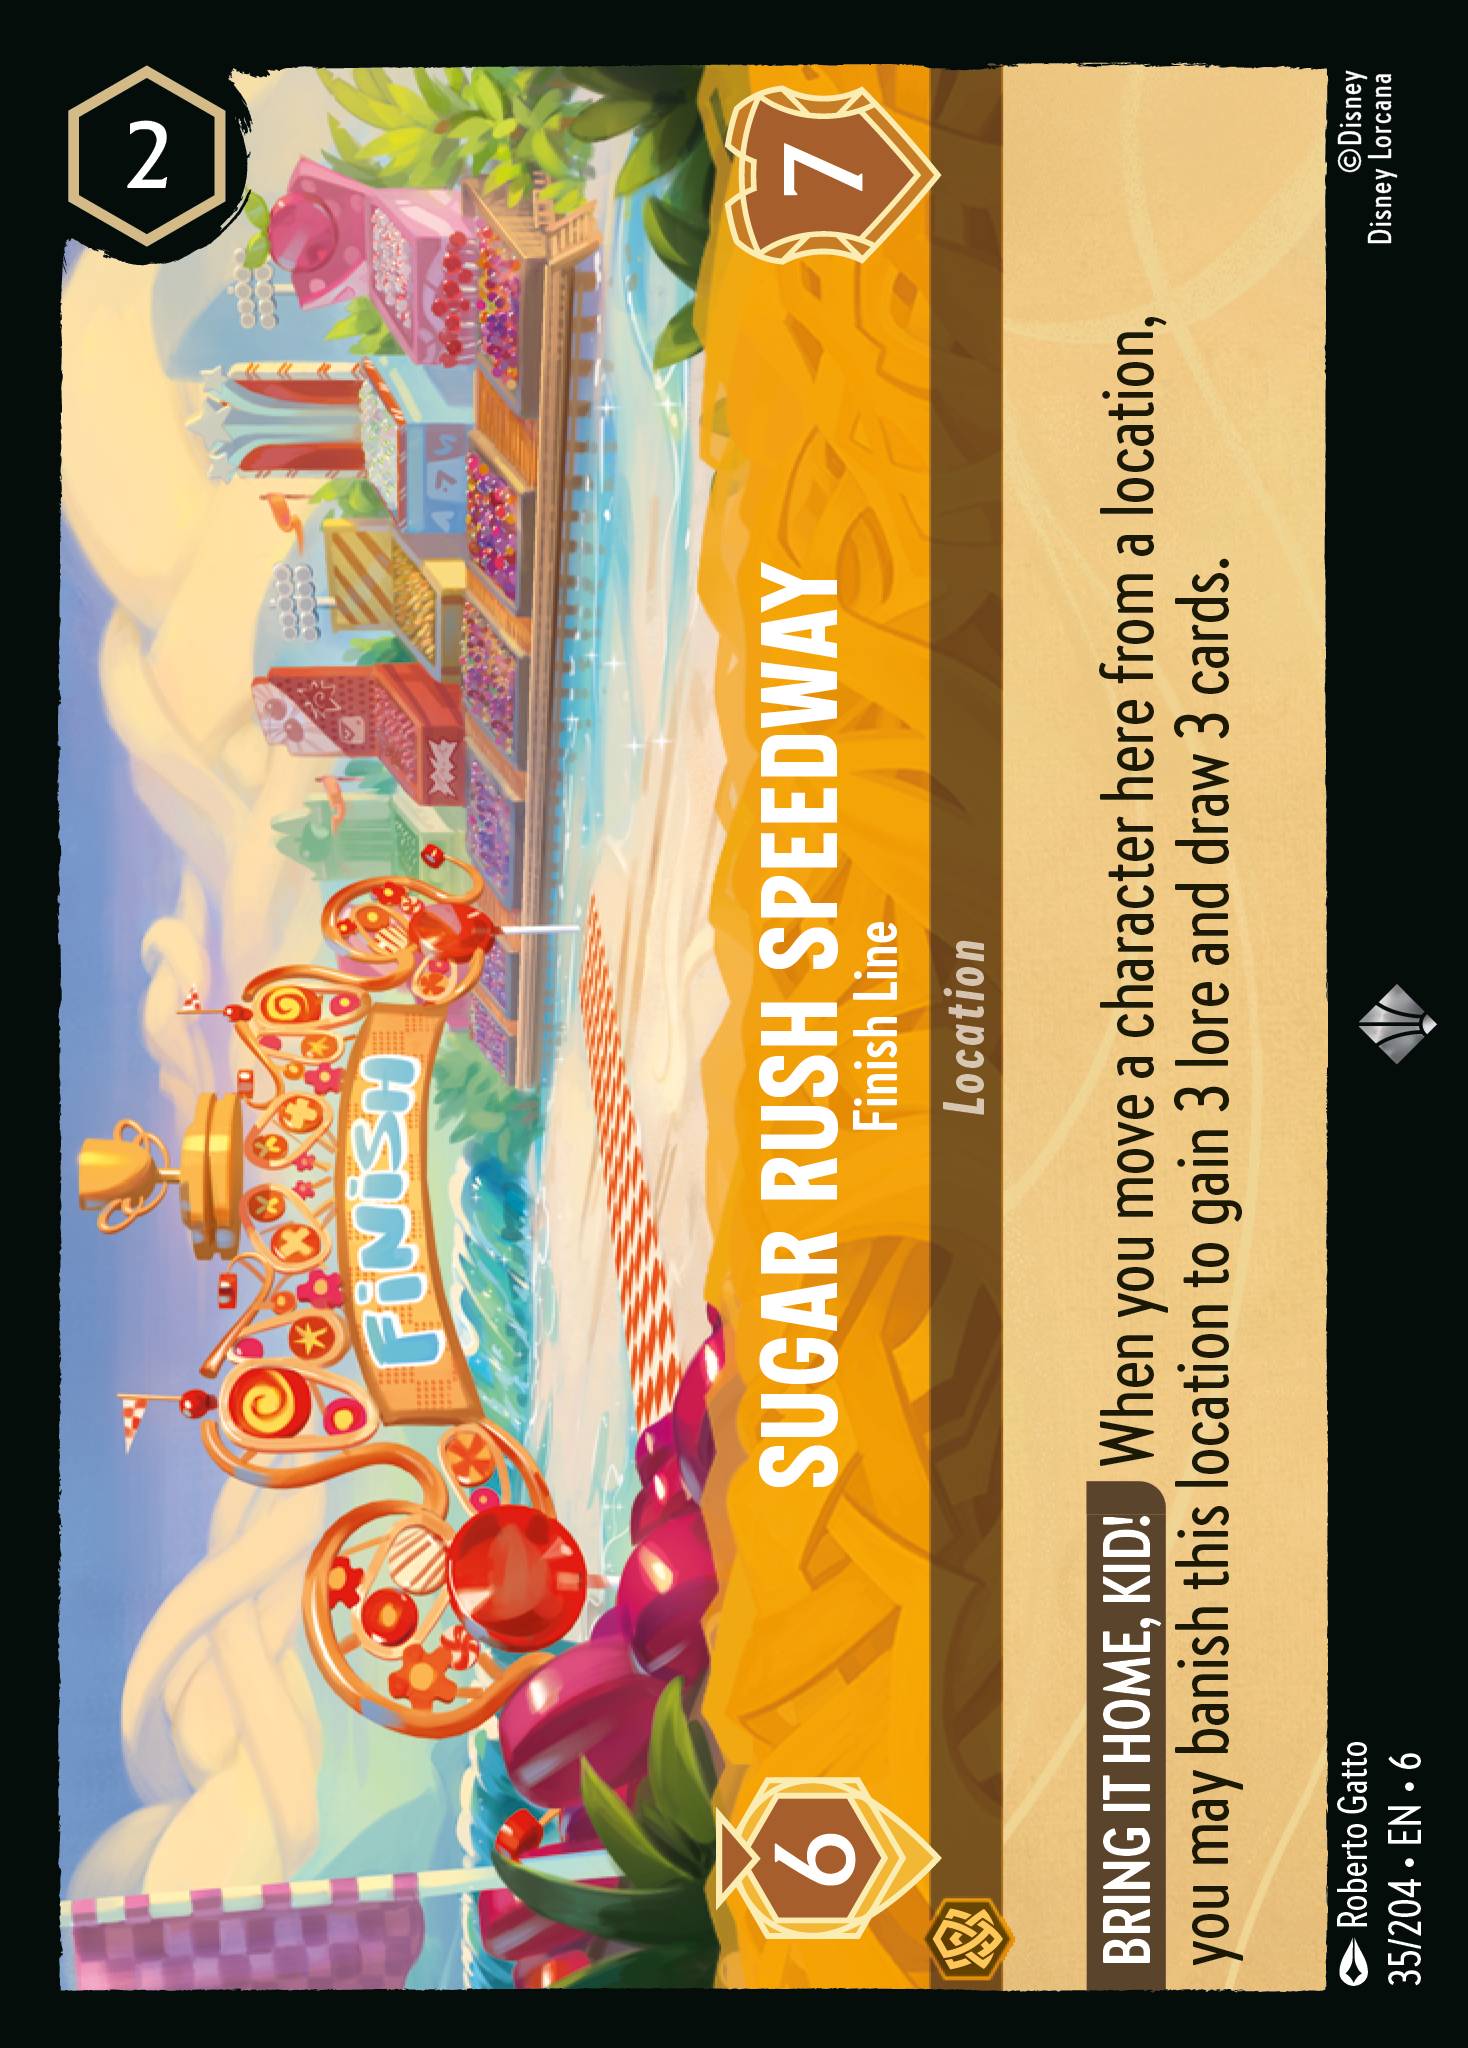 2
FiNiSH
6
SUGAR RUSH SPEEDWAY
Finish Line
7
Location
BRING IT HOME, KID! When you move a character here from a location,
you may banish this location to gain 3 lore and draw 3 cards.
Roberto Gatto
35/204 • EN • 6
©Disney
Disney Lorcana